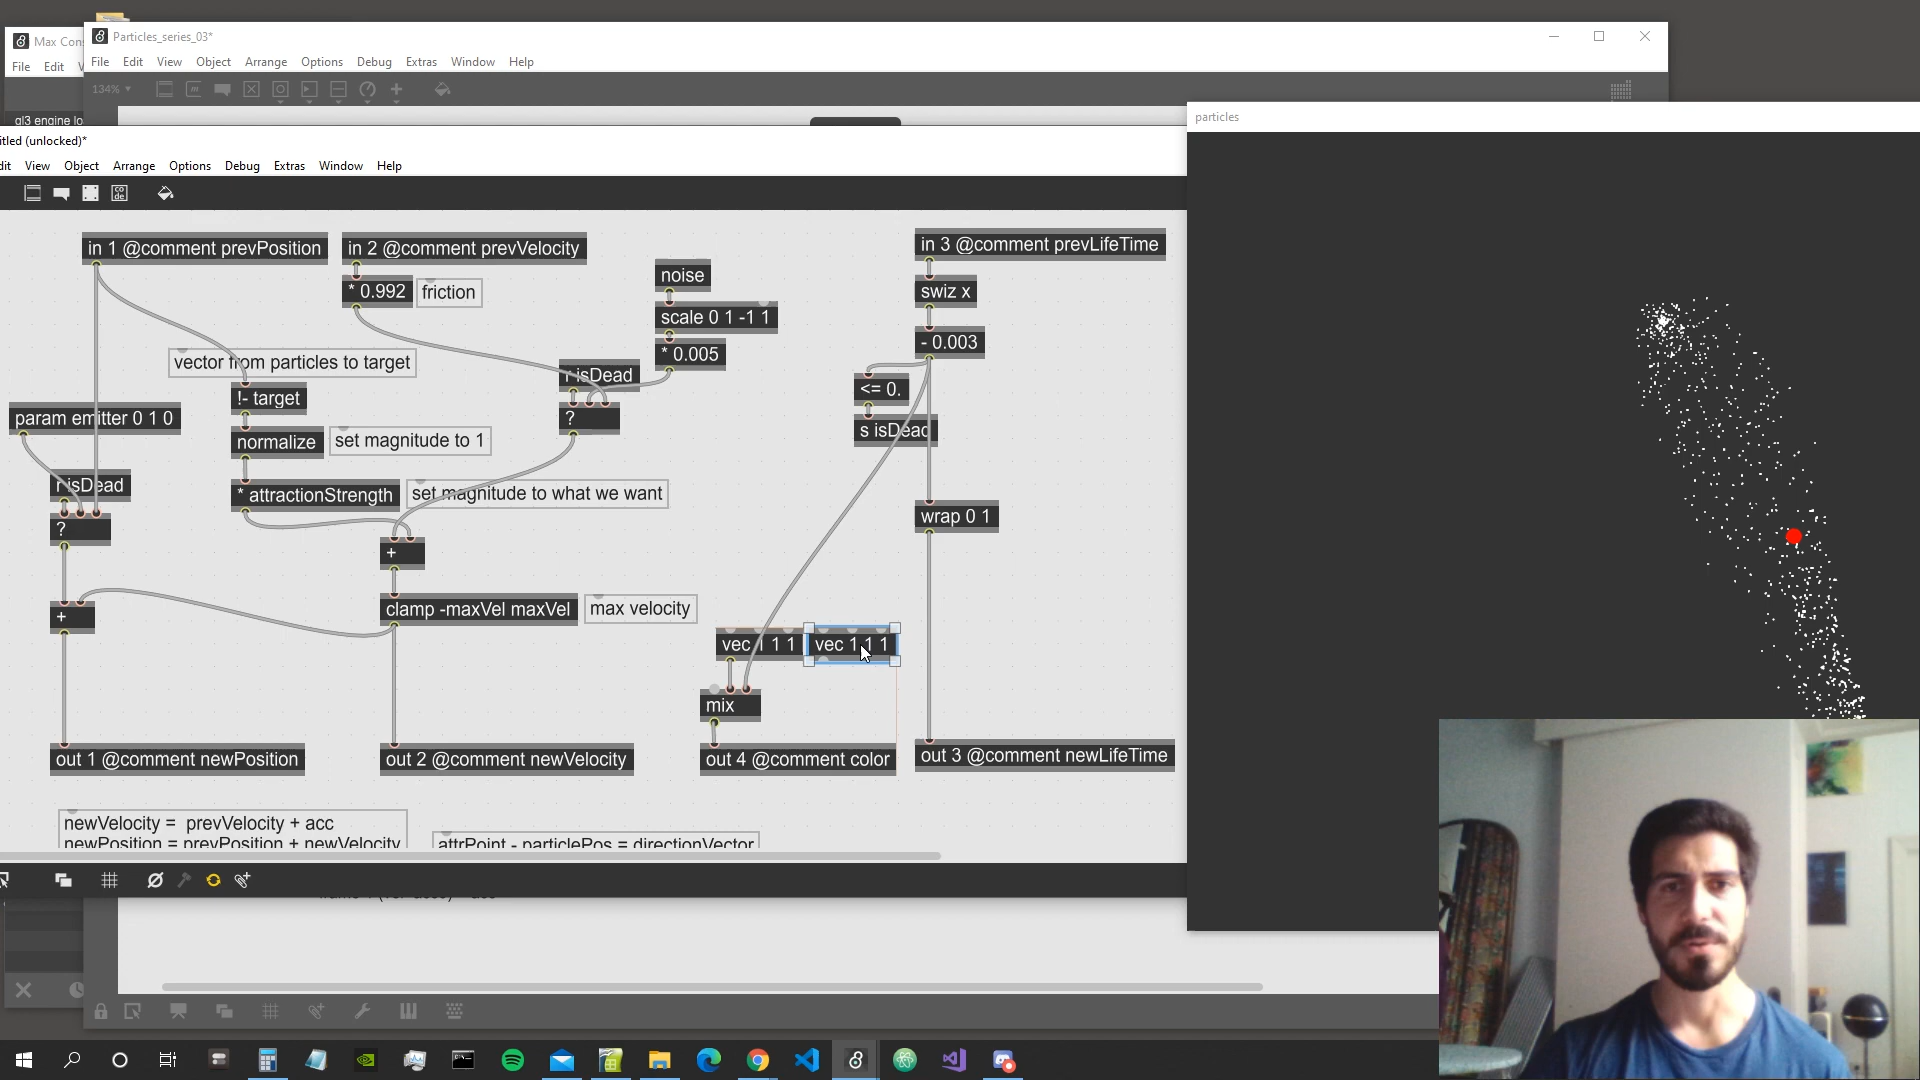 Max Con
Particles_series_03*
File Edit
File Edit View Object Arrange Options Debug Extras Window Help
134%
gl3 engine lo
particles
itled (unlocked)*
dit View Object Arrange Options Debug Extras Window Help
in 1 @comment prevPosition
in 2 @comment prevVelocity
in 3 @comment prevLifeTime
noise
* 0.992
friction
swiz x
scale 0 1 -1 1
- 0.003
* 0.005
vector from particles to target
r isDead
<= 0.
!- target
param emitter 0 1 0
?
s isDead
normalize
set magnitude to 1
r isDead
* attractionStrength
set magnitude to what we want
wrap 0 1
?
+
clamp -maxVel maxVel
max velocity
+
vec 1 1 1
vec 1 1 1
mix
out 1 @comment newPosition
out 2 @comment newVelocity
out 4 @comment color
out 3 @comment newLifeTime
newVelocity = prevVelocity + acc
newPosition = prevPosition + newVelocity
attrPoint - particlePos = directionVector